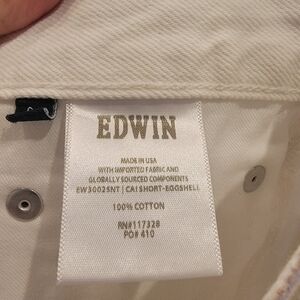 EDWIN
MADE IN USA
WITH IMPORTED FABRIC AND
GLOBALLY SOURCED COMPONENTS
EW3002SNT | CAI SHORT-EGGSHELL
100% COTTON
RN#117328
PO# 410